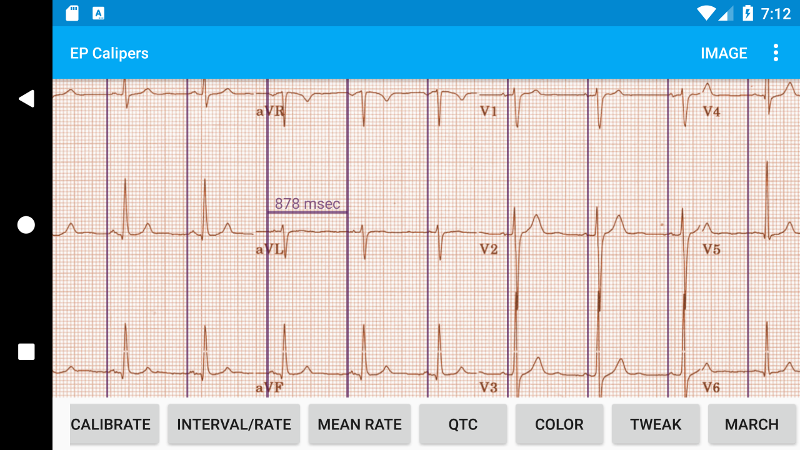 A
7:12
EP Calipers
IMAGE
aVR
V1
V4
878 msec
aVL
V2
V5
aVF
V3
V6
CALIBRATE
INTERVAL/RATE
MEAN RATE
QTC
COLOR
TWEAK
MARCH